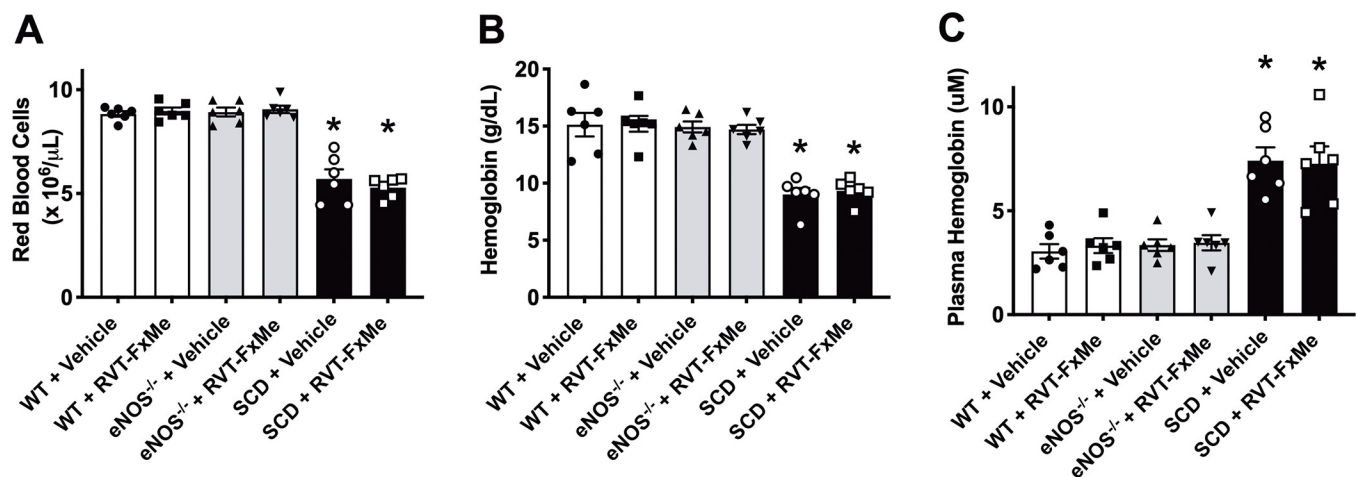 A
Red Blood Cells
(x 10⁶/μL)
10
5
0
*
*
WT + Vehicle
WT + RVT-FxMe
eNOS⁻/⁻ + Vehicle
eNOS⁻/⁻ + RVT-FxMe
SCD + Vehicle
SCD + RVT-FxMe
B
Hemoglobin (g/dL)
20
15
10
5
0
*
*
WT + Vehicle
WT + RVT-FxMe
eNOS⁻/⁻ + Vehicle
eNOS⁻/⁻ + RVT-FxMe
SCD + Vehicle
SCD + RVT-FxMe
C
Plasma Hemoglobin (uM)
10
5
0
*
*
WT + Vehicle
WT + RVT-FxMe
eNOS⁻/⁻ + Vehicle
eNOS⁻/⁻ + RVT-FxMe
SCD + Vehicle
SCD + RVT-FxMe